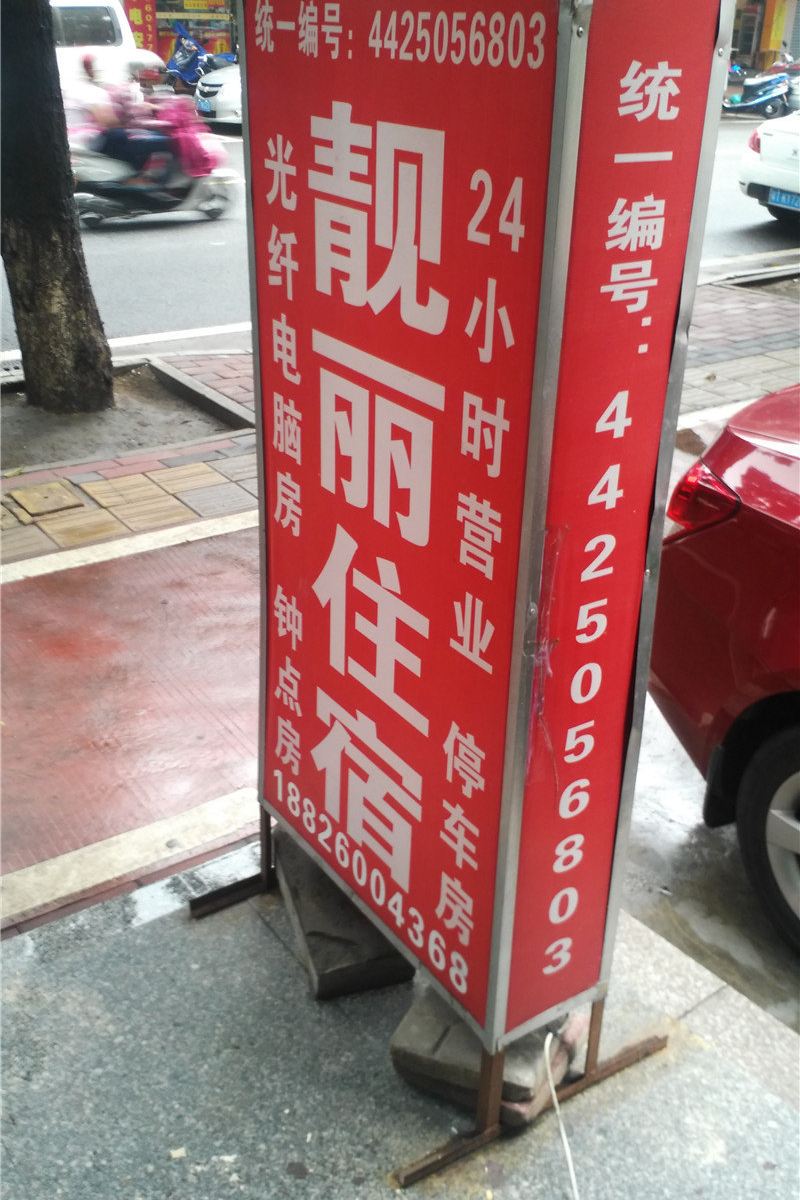 统一编号：4425056803
光纤电脑房 钟点房
靓丽住宿
24小时营业 停车房
18826004368
统一编号：4425056803